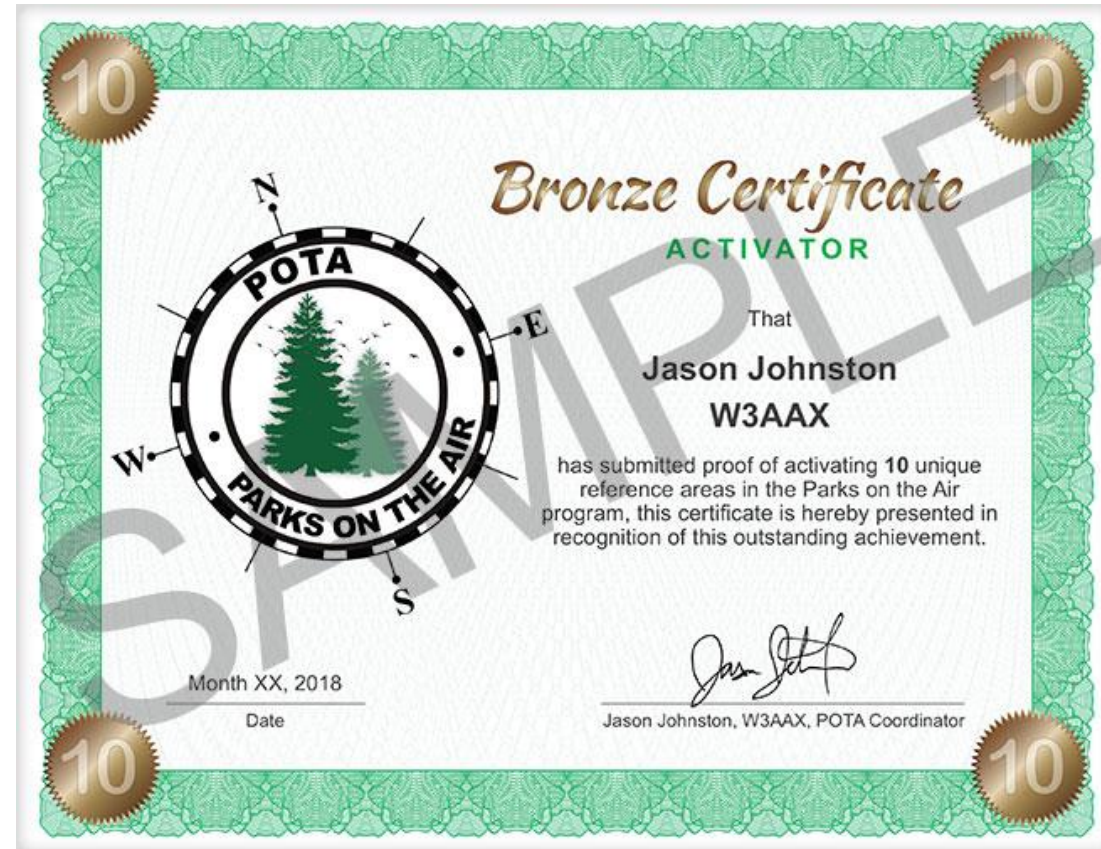 10
10
Bronze Certificate
ACTIVATOR
N
E
W
S
POTA
PARKS ON THE AIR
That
Jason Johnston
W3AAX
has submitted proof of activating 10 unique
reference areas in the Parks on the Air
program, this certificate is hereby presented in
recognition of this outstanding achievement.
SAMPLE
Month XX, 2018
Date
Jason Johnston, W3AAX, POTA Coordinator
10
10